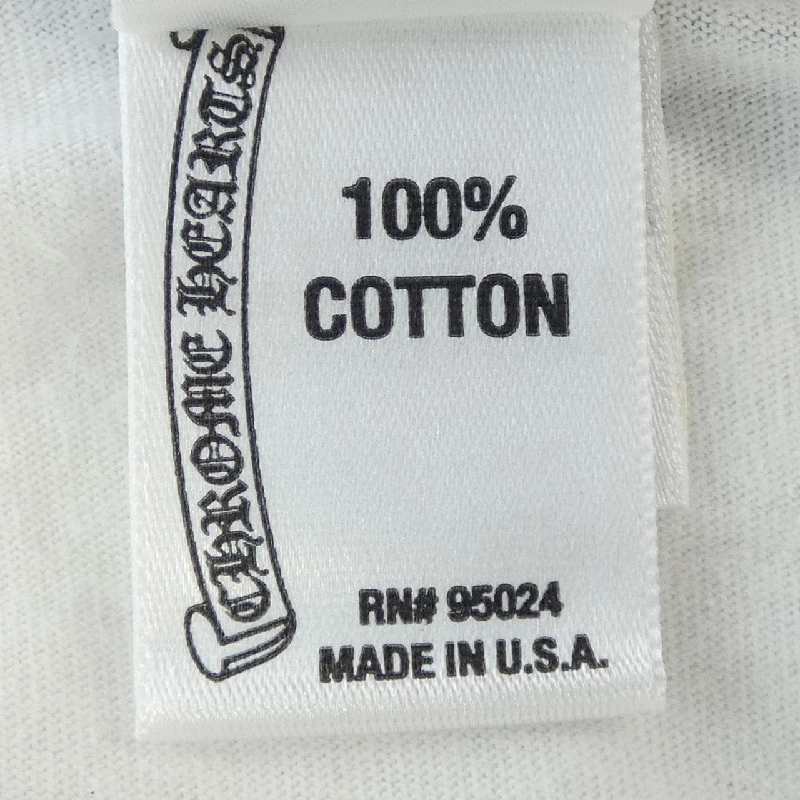 CHROME HEARTS
100%
COTTON
RN# 95024
MADE IN U.S.A.